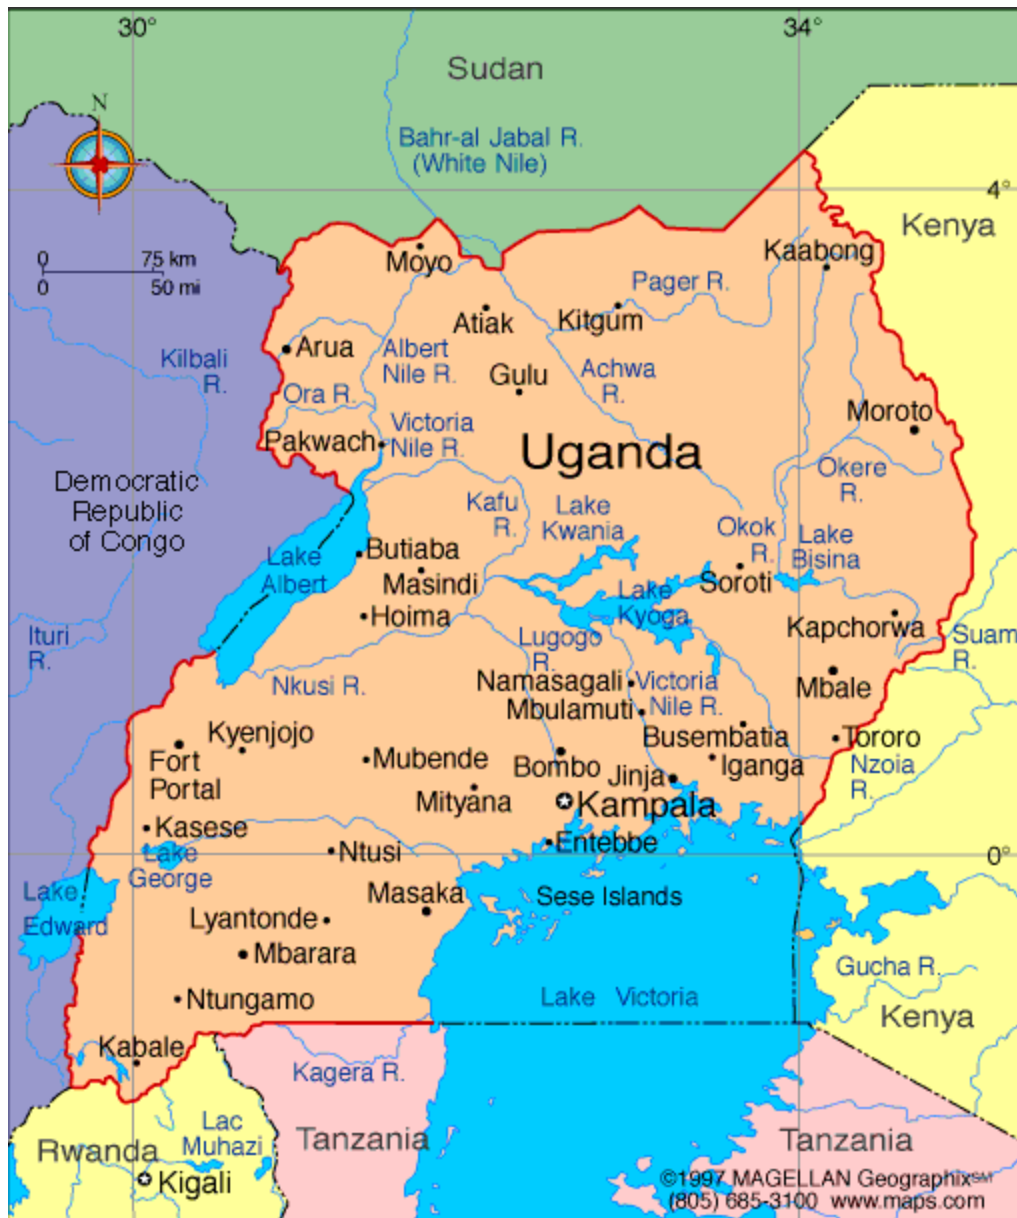 30°
34°
Sudan
N
Bahr-al Jabal R.
(White Nile)
4°
Kenya
0
75 km
0
50 mi
Moyo
Kaabong
Pager R.
Atiak
Kitgum
Arua
Albert
Nile R.
Kilbali
R.
Ora R.
Gulu
Achwa
R.
Moroto
Pakwach
Victoria
Nile R.
Uganda
Okere
R.
Democratic
Republic
of Congo
Kafu
R.
Lake
Kwania
Okok
R.
Lake
Bisina
Lake
Albert
Butiaba
Masindi
Soroti
Lake
Kyoga
Hoima
Kapchorwa
Ituri
R.
Lugogo
R.
Suam
R.
Nkusi R.
Namasagali
Victoria
Nile R.
Mbale
Mbulamuti
Kyenjojo
Busembatia
Tororo
Fort
Portal
Mubende
Bombo
Jinja
Iganga
Nzoia
R.
Mityana
Kampala
Kasese
Entebbe
Lake
George
Ntusi
0°
Lake
Edward
Masaka
Sese Islands
Lyantonde
Mbarara
Gucha R.
Ntungamo
Lake Victoria
Kenya
Kabale
Kagera R.
Lac
Muhazi
Rwanda
Tanzania
Tanzania
Kigali
©1997 MAGELLAN Geographix℠
(805) 685-3100 www.maps.com